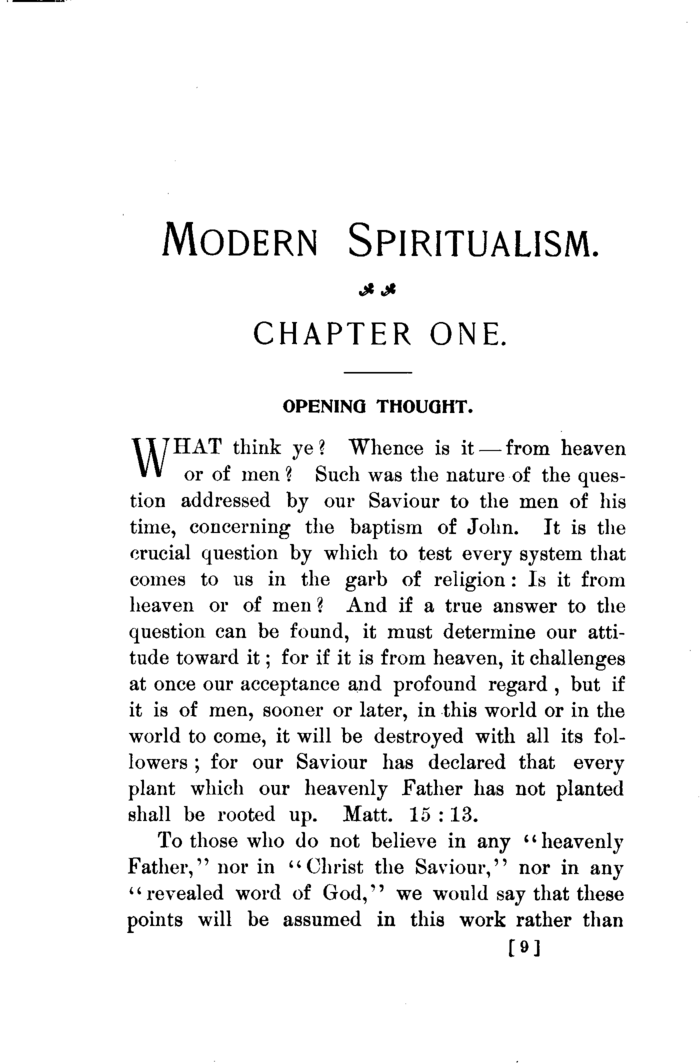 MODERN SPIRITUALISM.
CHAPTER ONE.
OPENING THOUGHT.
WHAT think ye? Whence is it — from heaven
or of men? Such was the nature of the ques-
tion addressed by our Saviour to the men of his
time, concerning the baptism of John. It is the
crucial question by which to test every system that
comes to us in the garb of religion: Is it from
heaven or of men? And if a true answer to the
question can be found, it must determine our atti-
tude toward it; for if it is from heaven, it challenges
at once our acceptance and profound regard , but if
it is of men, sooner or later, in this world or in the
world to come, it will be destroyed with all its fol-
lowers; for our Saviour has declared that every
plant which our heavenly Father has not planted
shall be rooted up. Matt. 15:13.
To those who do not believe in any “heavenly
Father,” nor in “Christ the Saviour,” nor in any
“revealed word of God,” we would say that these
points will be assumed in this work rather than
[9]